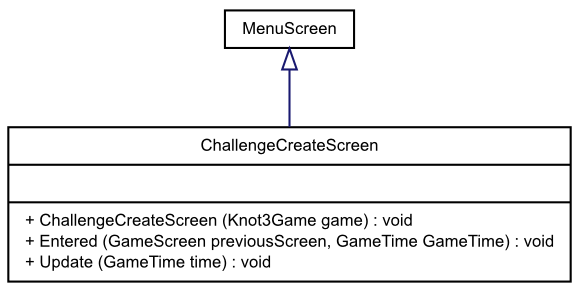 MenuScreen
ChallengeCreateScreen
+ ChallengeCreateScreen (Knot3Game game) : void
+ Entered (GameScreen previousScreen, GameTime GameTime) : void
+ Update (GameTime time) : void